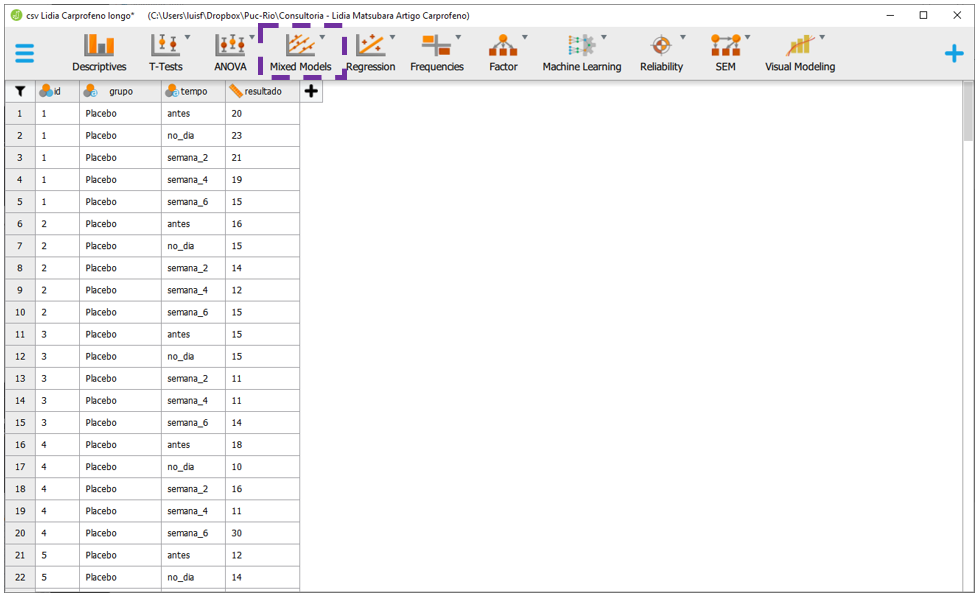 csv Lidia Carprofeno longo* (C:\Users\luisf\Dropbox\Puc-Rio\Consultoria - Lidia Matsubara Artigo Carprofeno)
Descriptives T-Tests ANOVA Mixed Models Regression Frequencies Factor Machine Learning Reliability SEM Visual Modeling
id grupo tempo resultado
1 1 Placebo antes 20
2 1 Placebo no_dia 23
3 1 Placebo semana_2 21
4 1 Placebo semana_4 19
5 1 Placebo semana_6 15
6 2 Placebo antes 16
7 2 Placebo no_dia 15
8 2 Placebo semana_2 14
9 2 Placebo semana_4 12
10 2 Placebo semana_6 15
11 3 Placebo antes 15
12 3 Placebo no_dia 15
13 3 Placebo semana_2 11
14 3 Placebo semana_4 11
15 3 Placebo semana_6 14
16 4 Placebo antes 18
17 4 Placebo no_dia 10
18 4 Placebo semana_2 16
19 4 Placebo semana_4 11
20 4 Placebo semana_6 30
21 5 Placebo antes 12
22 5 Placebo no_dia 14